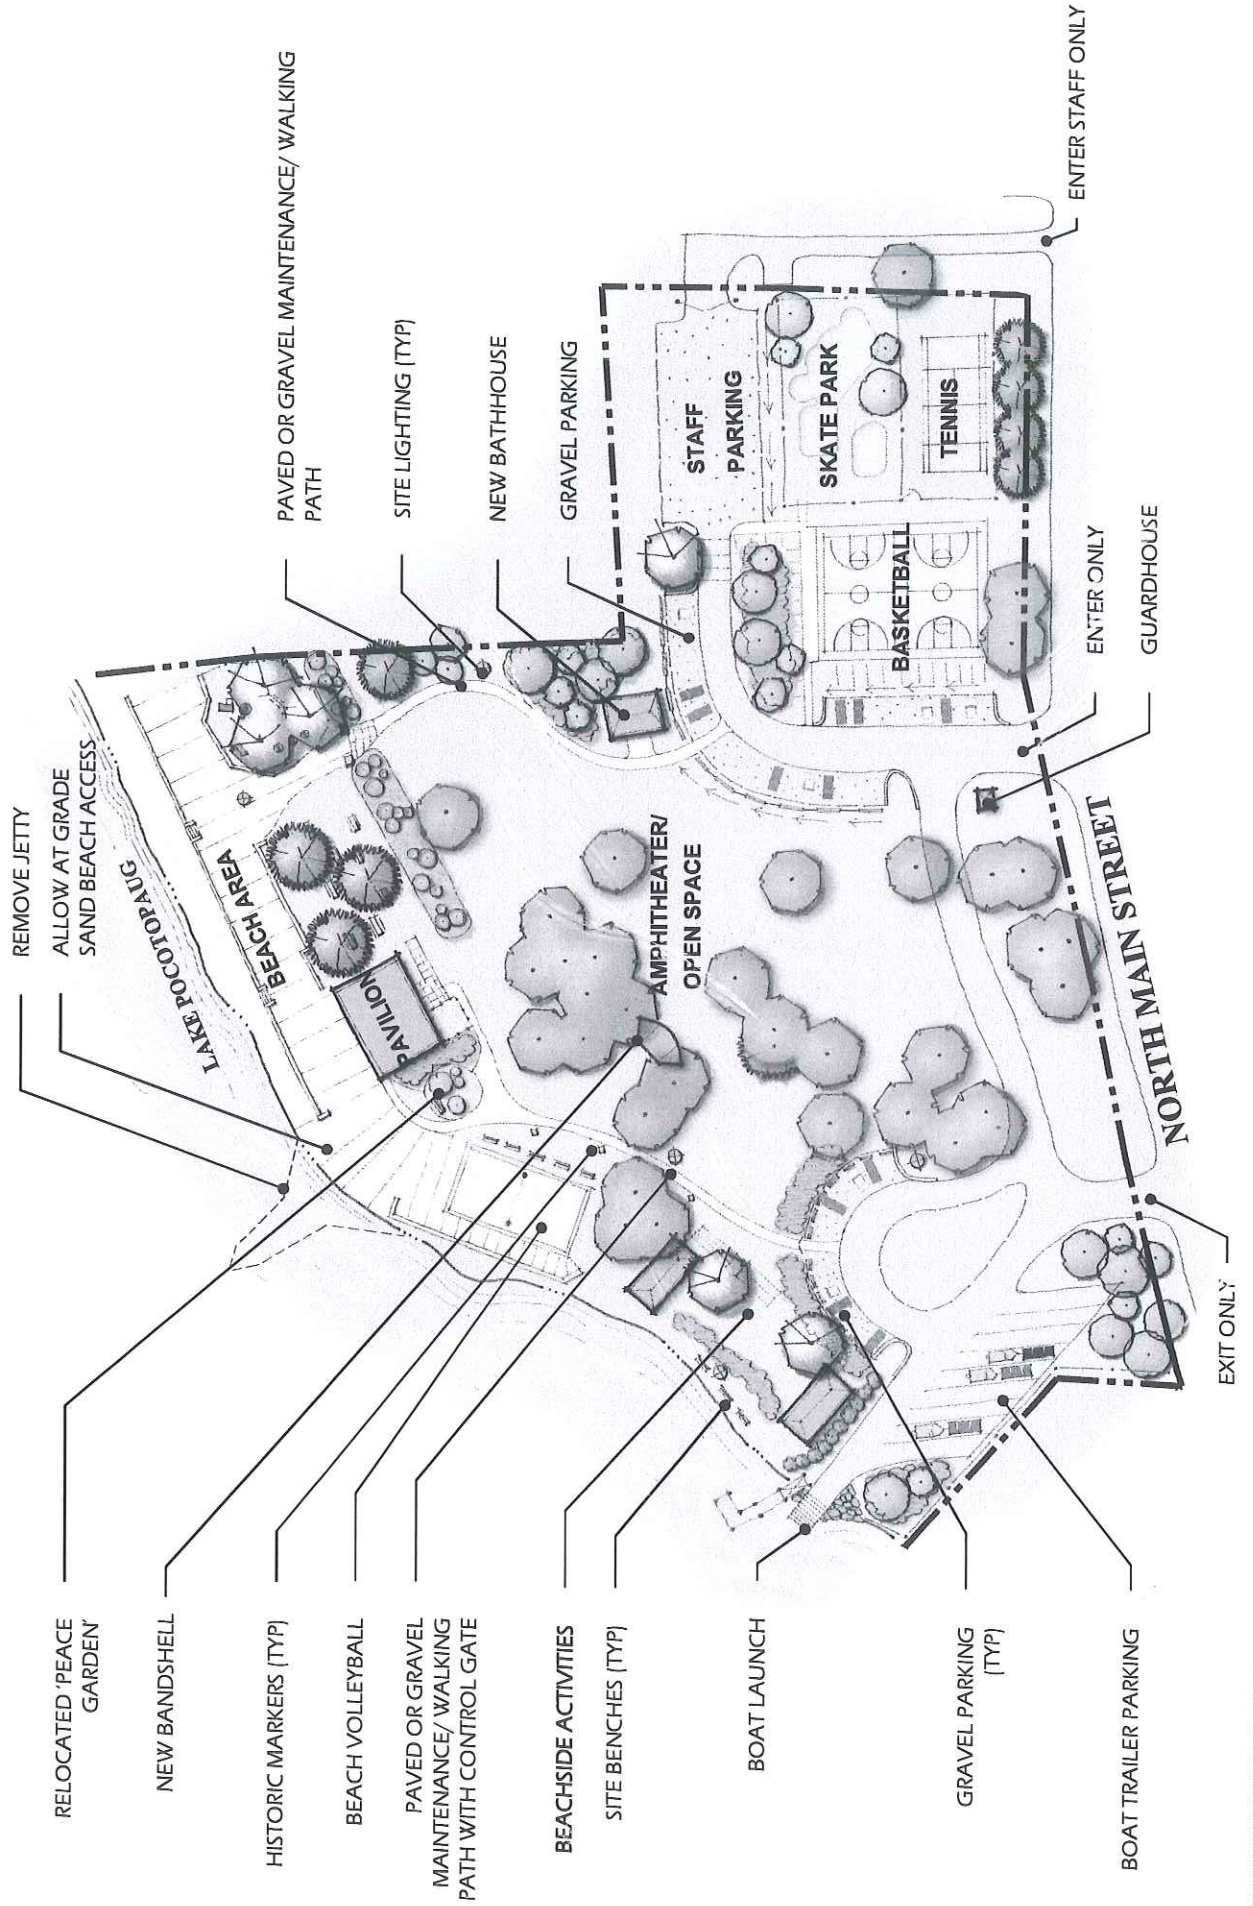 REMOVE JETTY
ALLOW AT GRADE
SAND BEACH ACCESS
PAVED OR GRAVEL MAINTENANCE/ WALKING
PATH
SITE LIGHTING (TYP)
NEW BATHHOUSE
GRAVEL PARKING
ENTER STAFF ONLY
ENTER ONLY
GUARDHOUSE
LAKE POCOTOPAUG
BEACH AREA
PAVILION
AMPHITHEATER/
OPEN SPACE
STAFF
PARKING
SKATE PARK
TENNIS
BASKETBALL
NORTH MAIN STREET
EXIT ONLY
RELOCATED 'PEACE
GARDEN'
NEW BANDSHELL
HISTORIC MARKERS (TYP)
BEACH VOLLEYBALL
PAVED OR GRAVEL
MAINTENANCE/ WALKING
PATH WITH CONTROL GATE
BEACHSIDE ACTIVITIES
SITE BENCHES (TYP)
BOAT LAUNCH
GRAVEL PARKING
(TYP)
BOAT TRAILER PARKING